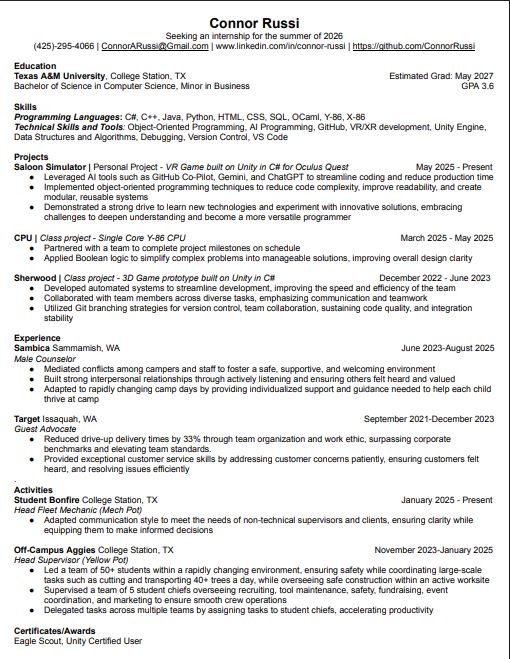 Connor Russi
Seeking an internship for the summer of 2026
(425)-295-4066 | ConnorARussi@Gmail.com | www.linkedin.com/in/connor-russi | https://github.com/ConnorRussi
Education
Texas A&M University, College Station, TX Estimated Grad: May 2027
Bachelor of Science in Computer Science, Minor in Business GPA 3.6
Skills
Programming Languages: C#, C++, Java, Python, HTML, CSS, SQL, OCaml, Y-86, X-86
Technical Skills and Tools: Object-Oriented Programming, AI Programming, GitHub, VR/XR development, Unity Engine,
Data Structures and Algorithms, Debugging, Version Control, VS Code
Projects
Saloon Simulator | Personal Project - VR Game built on Unity in C# for Oculus Quest May 2025 - Present
● Leveraged AI tools such as GitHub Co-Pilot, Gemini, and ChatGPT to streamline coding and reduce production time
● Implemented object-oriented programming techniques to reduce code complexity, improve readability, and create
modular, reusable systems
● Demonstrated a strong drive to learn new technologies and experiment with innovative solutions, embracing
challenges to deepen understanding and become a more versatile programmer
CPU | Class project - Single Core Y-86 CPU March 2025 - May 2025
● Partnered with a team to complete project milestones on schedule
● Applied Boolean logic to simplify complex problems into manageable solutions, improving overall design clarity
Sherwood | Class project - 3D Game prototype built on Unity in C# December 2022 - June 2023
● Developed automated systems to streamline development, improving the speed and efficiency of the team
● Collaborated with team members across diverse tasks, emphasizing communication and teamwork
● Utilized Git branching strategies for version control, team collaboration, sustaining code quality, and integration
stability
Experience
Sambica Sammamish, WA June 2023-August 2025
Male Counselor
● Mediated conflicts among campers and staff to foster a safe, supportive, and welcoming environment
● Built strong interpersonal relationships through actively listening and ensuring others felt heard and valued
● Adapted to rapidly changing camp days by providing individualized support and guidance needed to help each child
thrive at camp
Target Issaquah, WA September 2021-December 2023
Guest Advocate
● Reduced drive-up delivery times by 33% through team organization and work ethic, surpassing corporate
benchmarks and elevating team standards.
● Provided exceptional customer service skills by addressing customer concerns patiently, ensuring customers felt
heard, and resolving issues efficiently
.
Activities
Student Bonfire College Station, TX January 2025 - Present
Head Fleet Mechanic (Mech Pot)
● Adapted communication style to meet the needs of non-technical supervisors and clients, ensuring clarity while
equipping them to make informed decisions
Off-Campus Aggies College Station, TX November 2023-January 2025
Head Supervisor (Yellow Pot)
● Led a team of 50+ students within a rapidly changing environment, ensuring safety while coordinating large-scale
tasks such as cutting and transporting 40+ trees a day, while overseeing safe construction within an active worksite
● Supervised a team of 5 student chiefs overseeing recruiting, tool maintenance, safety, fundraising, event
coordination, and marketing to ensure smooth crew operations
● Delegated tasks across multiple teams by assigning tasks to student chiefs, accelerating productivity
Certificates/Awards
Eagle Scout, Unity Certified User